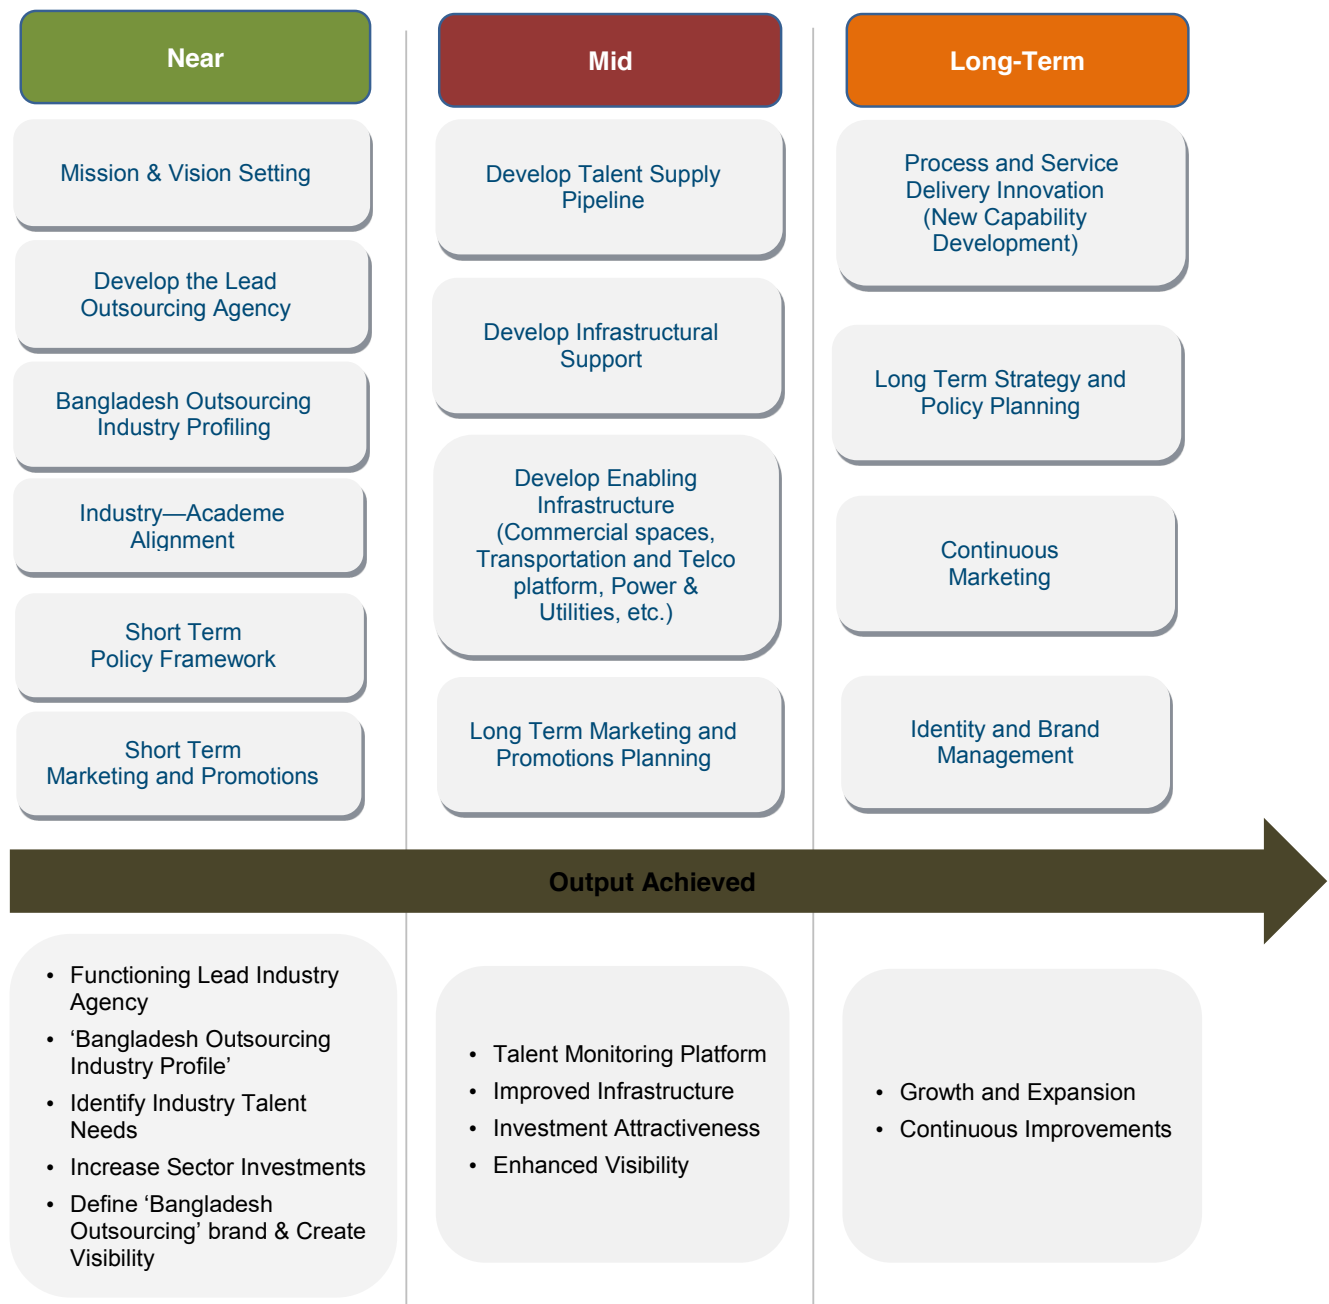 Near
Mission & Vision Setting
Develop the Lead
Outsourcing Agency
Bangladesh Outsourcing
Industry Profiling
Industry—Academe
Alignment
Short Term
Policy Framework
Short Term
Marketing and Promotions
Mid
Develop Talent Supply
Pipeline
Develop Infrastructural
Support
Develop Enabling
Infrastructure
(Commercial spaces,
Transportation and Telco
platform, Power &
Utilities, etc.)
Long Term Marketing and
Promotions Planning
Long-Term
Process and Service
Delivery Innovation
(New Capability
Development)
Long Term Strategy and
Policy Planning
Continuous
Marketing
Identity and Brand
Management
Output Achieved
• Functioning Lead Industry
Agency
• ‘Bangladesh Outsourcing
Industry Profile’
• Identify Industry Talent
Needs
• Increase Sector Investments
• Define ‘Bangladesh
Outsourcing’ brand & Create
Visibility
• Talent Monitoring Platform
• Improved Infrastructure
• Investment Attractiveness
• Enhanced Visibility
• Growth and Expansion
• Continuous Improvements